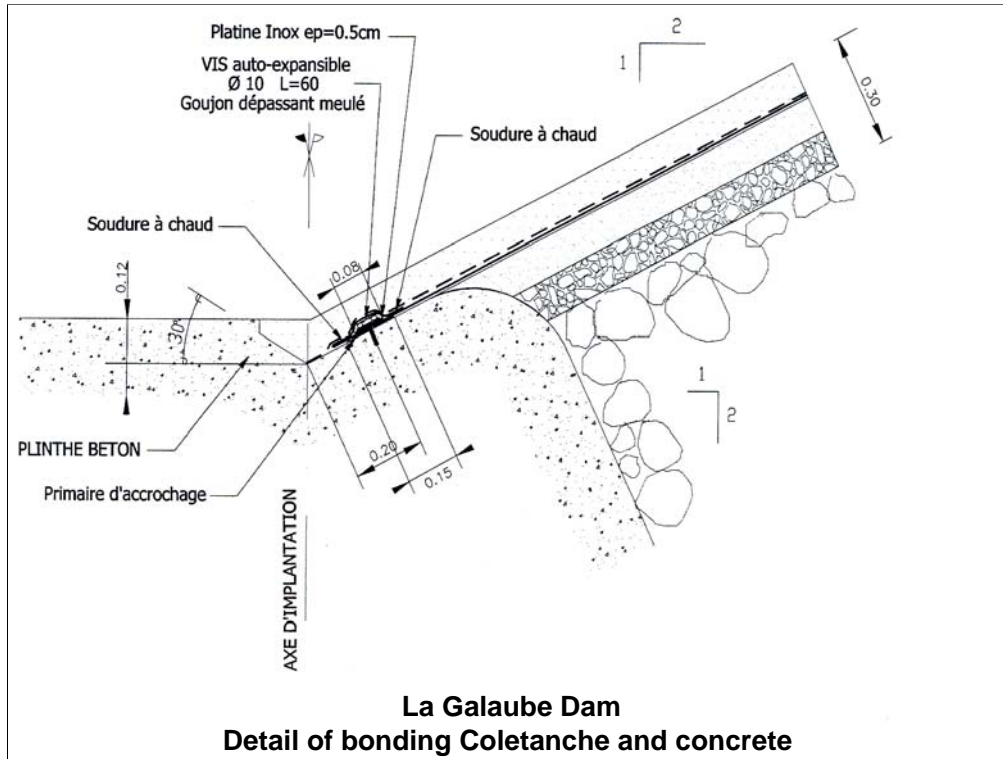 Platine Inox ep=0.5cm
VIS auto-expansible
Ø 10 L=60
Goujon dépassant meulé
2
1
0.30
Soudure à chaud
Soudure à chaud
0.08
0.12
30°
1
2
PLINTHE BETON
0.20
0.15
Primaire d'accrochage
AXE D'IMPLANTATION
La Galaube Dam
Detail of bonding Coletanche and concrete